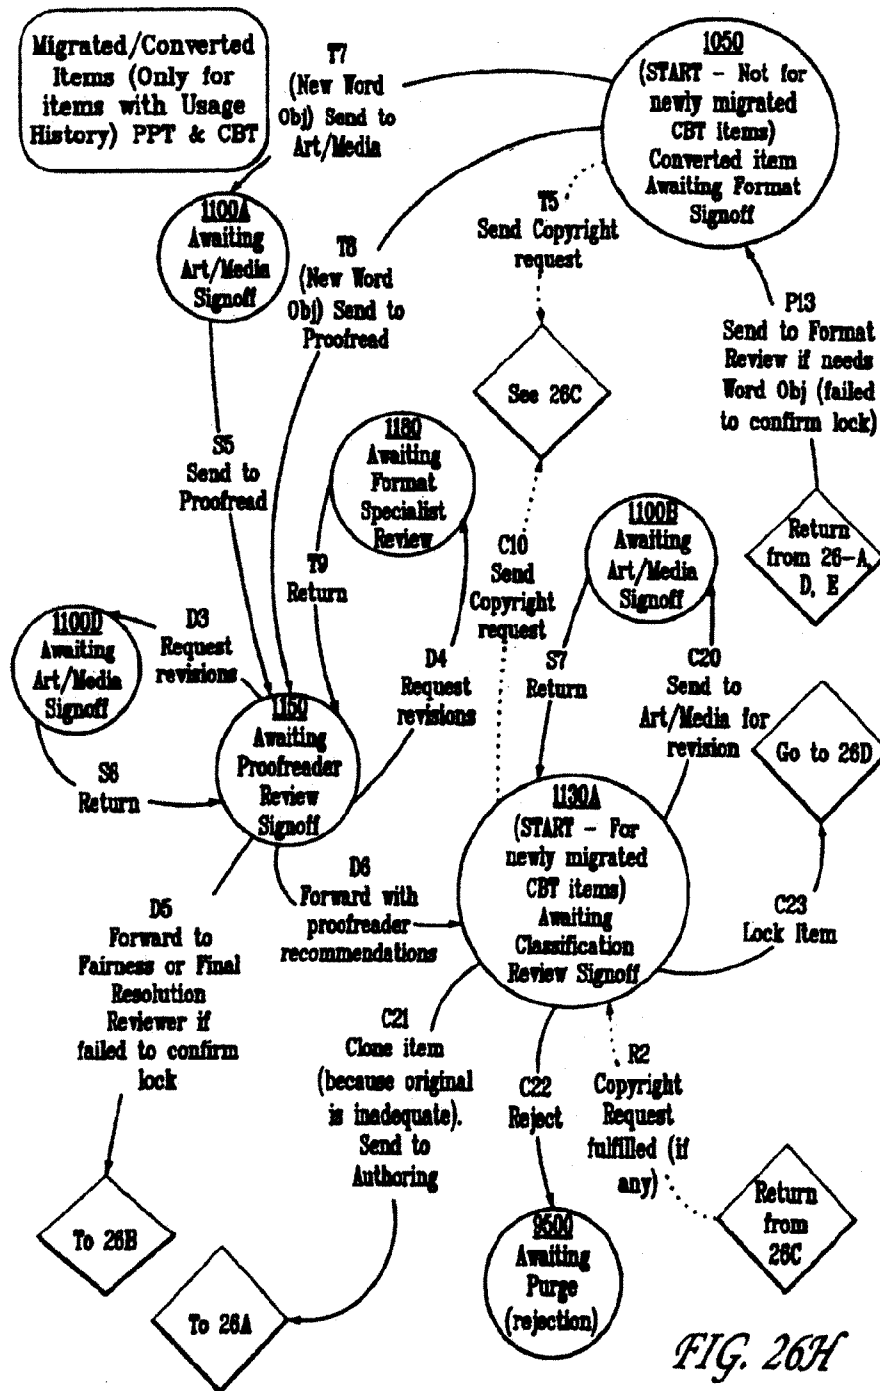 Migrated/Converted
Items (Only for
items with Usage
History) PPT & CBT
T7
(New Word
Obj) Send to
Art/Media
1050
(START - Not for
newly migrated
CBT items)
Converted item
Awaiting Format
Signoff
1100A
Awaiting
Art/Media
Signoff
T8
(New Word
Obj) Send to
Proofread
T5
Send Copyright
request
P13
Send to Format
Review if needs
Word Obj (failed
to confirm lock)
See 26C
S5
Send to
Proofread
1180
Awaiting
Format
Specialist
Review
T9
Return
C10
Send
Copyright
request
1100B
Awaiting
Art/Media
Signoff
Return
from 26-A,
D, E
1100D
Awaiting
Art/Media
Signoff
D3
Request
revisions
D4
Request
revisions
S7
Return
C20
Send to
Art/Media for
revision
Go to 26D
S6
Return
1150
Awaiting
Proofreader
Review
Signoff
1130A
(START - For
newly migrated
CBT items)
Awaiting
Classification
Review Signoff
D6
Forward with
proofreader
recommendations
C23
Lock Item
D5
Forward to
Fairness or Final
Resolution
Reviewer if
failed to confirm
lock
C21
Clone item
(because original
is inadequate).
Send to
Authoring
C22
Reject
R2
Copyright
Request
fulfilled (if
any)
Return
from
26C
To 26B
To 26A
9500
Awaiting
Purge
(rejection)
FIG. 26H